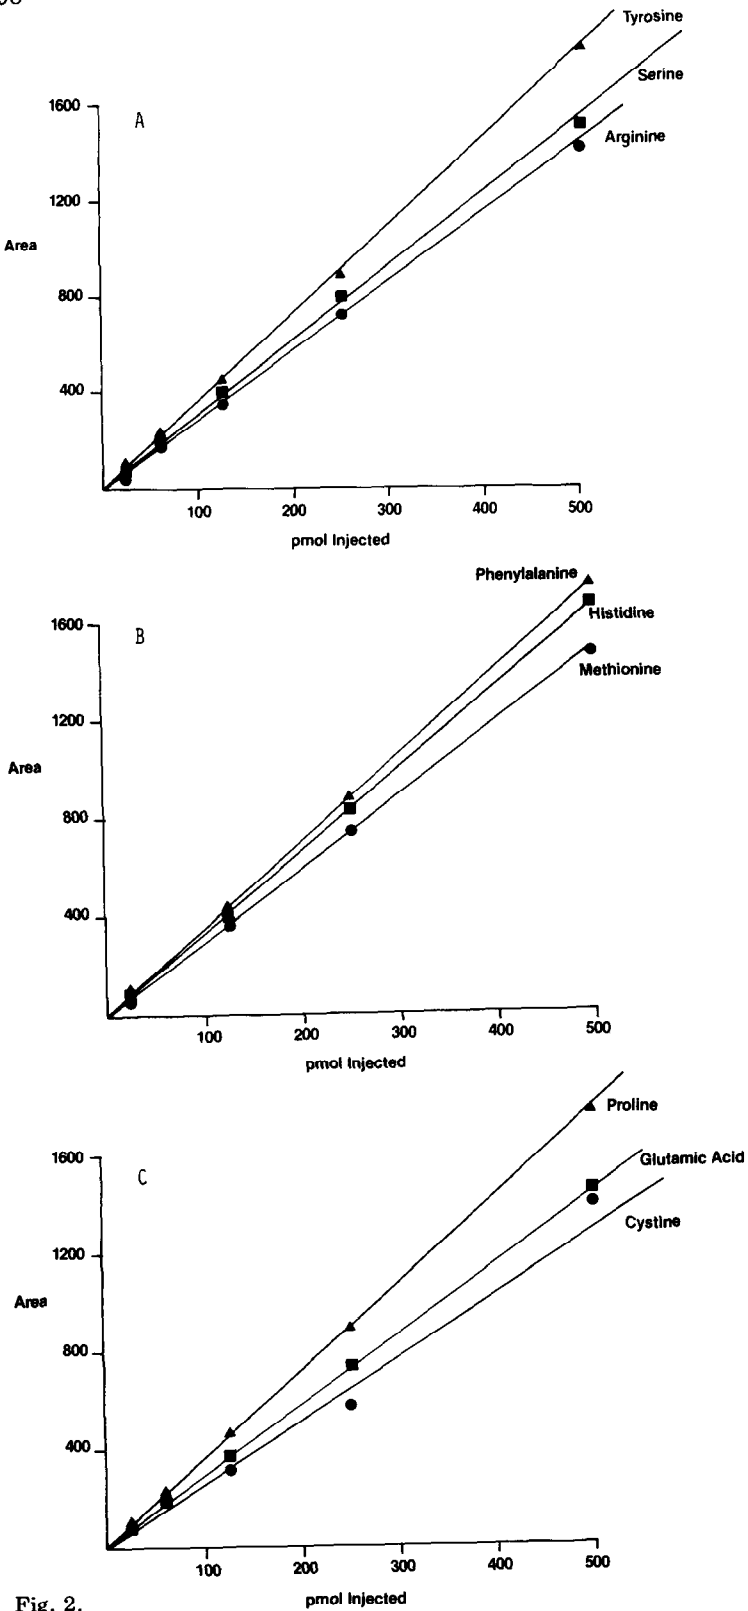 Tyrosine
Serine
1600
A
Arginine
1200
Area
800
400
100 200 300 400 500
pmol Injected
Phenylalanine
Histidine
1600
B
Methionine
1200
Area
800
400
100 200 300 400 500
pmol Injected
Proline
1600
C
Glutamic Acid
Cystine
1200
Area
800
400
100 200 300 400 500
pmol Injected
Fig. 2.